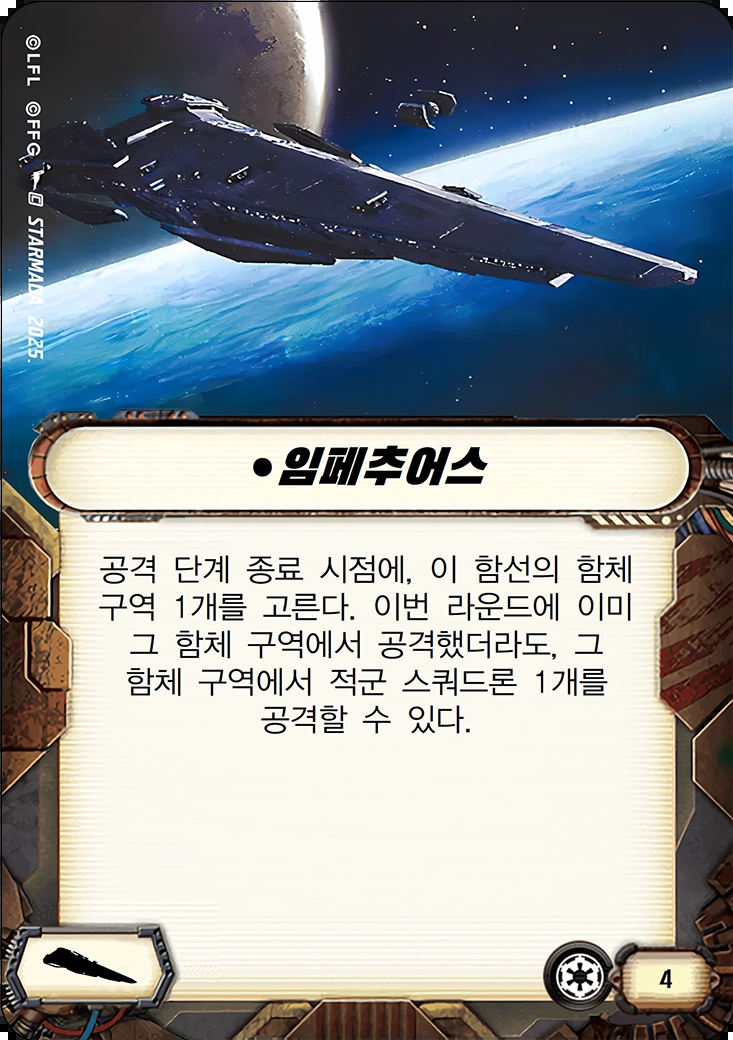 ©LFL ©FFG STARMADA 2025.
•임페추어스
공격 단계 종료 시점에, 이 함선의 함체
구역 1개를 고른다. 이번 라운드에 이미
그 함체 구역에서 공격했더라도, 그
함체 구역에서 적군 스쿼드론 1개를
공격할 수 있다.
4